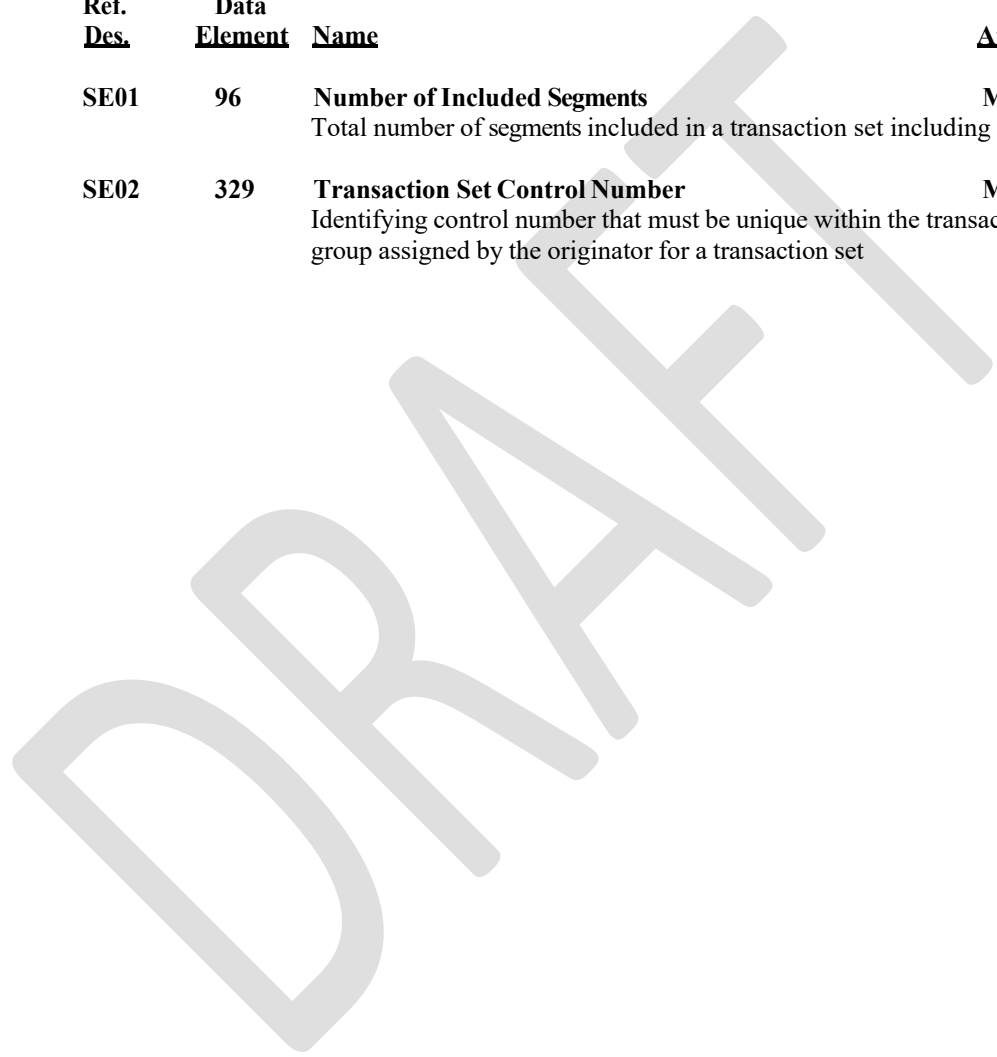 Ref. Data
Des. Element Name
SE01 96 Number of Included Segments M
Total number of segments included in a transaction set including
SE02 329 Transaction Set Control Number M
Identifying control number that must be unique within the transac
group assigned by the originator for a transaction set
DRAFT